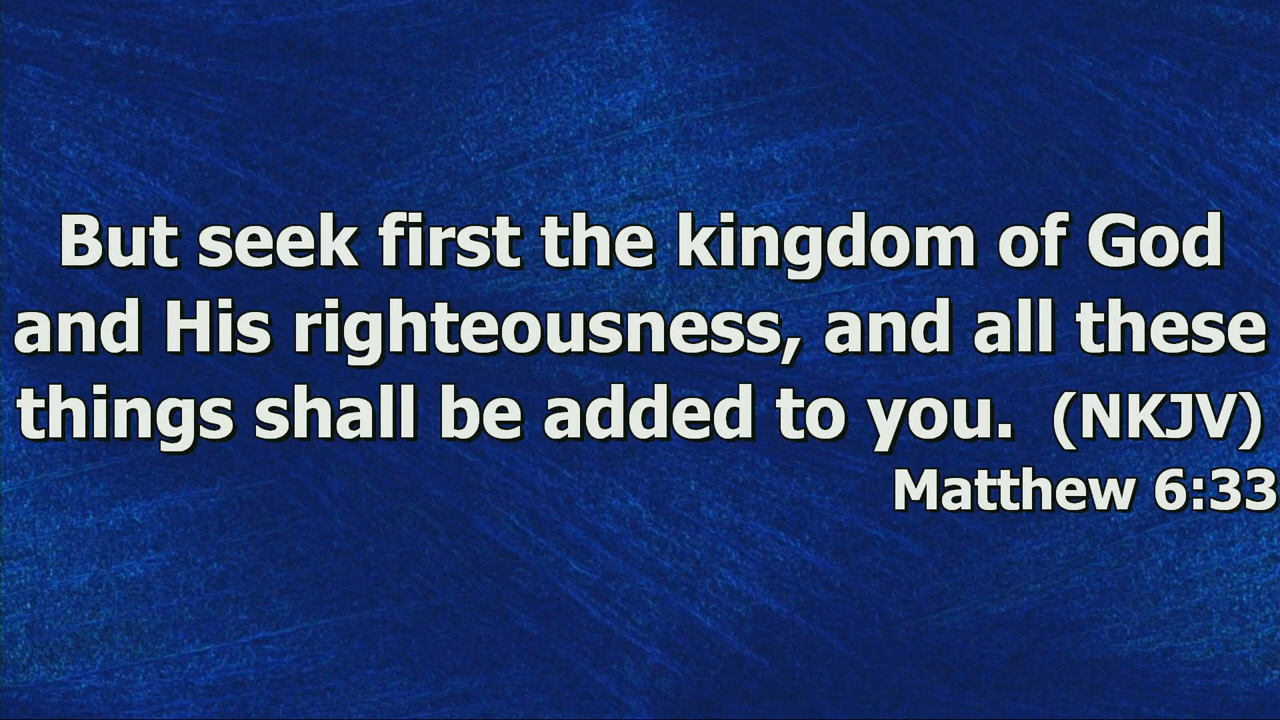 But seek first the kingdom of God
and His righteousness, and all these
things shall be added to you.  (NKJV)
Matthew 6:33